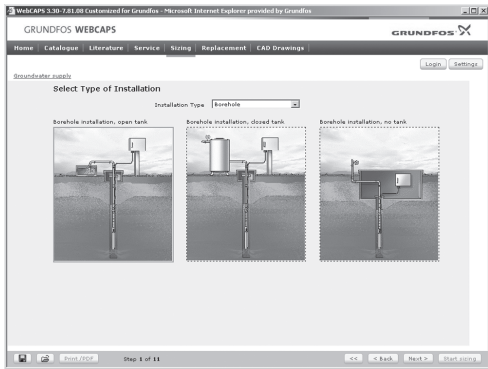 WebCAPS 3.30-7.81.08 Customized for Grundfos - Microsoft Internet Explorer provided by Grundfos
GRUNDFOS WEBCAPS
GRUNDFOS
Home Catalogue Literature Service Sizing Replacement CAD Drawings
Login Settings
Groundwater supply
Select Type of Installation
Installation Type Borehole
Borehole installation, open tank Borehole installation, closed tank Borehole installation, no tank
Print /PDF Step 1 of 11 << < Back Next > Start sizing